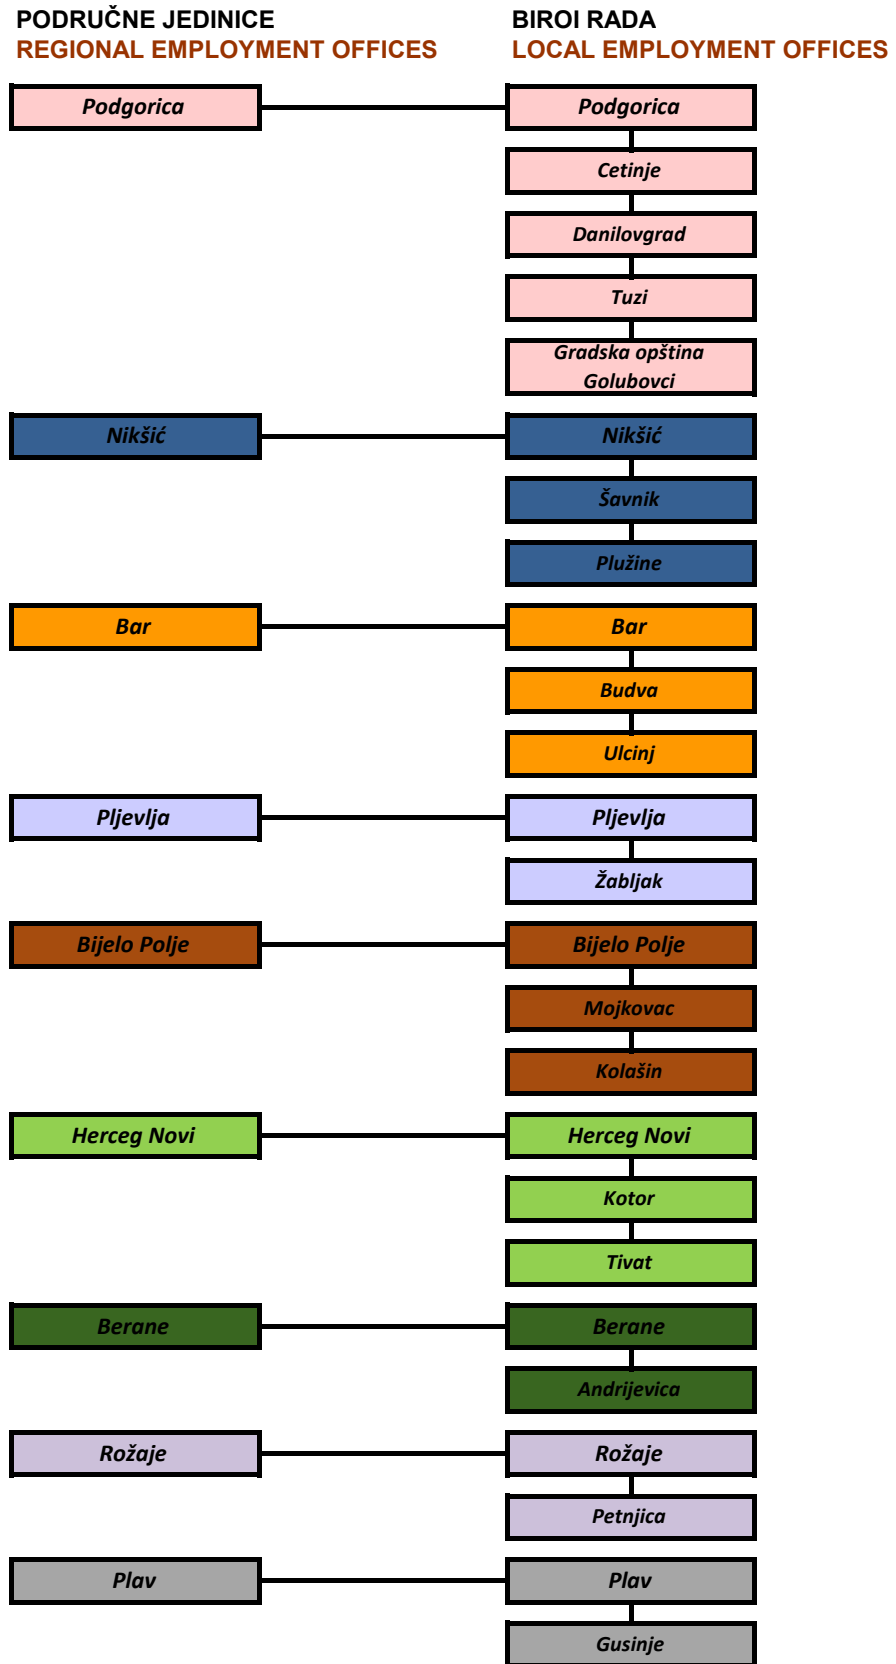 PODRUČNE JEDINICE
REGIONAL EMPLOYMENT OFFICES
BIROI RADA
LOCAL EMPLOYMENT OFFICES
Podgorica
Podgorica
Cetinje
Danilovgrad
Tuzi
Gradska opština
Golubovci
Nikšić
Nikšić
Šavnik
Plužine
Bar
Bar
Budva
Ulcinj
Pljevlja
Pljevlja
Žabljak
Bijelo Polje
Bijelo Polje
Mojkovac
Kolašin
Herceg Novi
Herceg Novi
Kotor
Tivat
Berane
Berane
Andrijevica
Rožaje
Rožaje
Petnjica
Plav
Plav
Gusinje